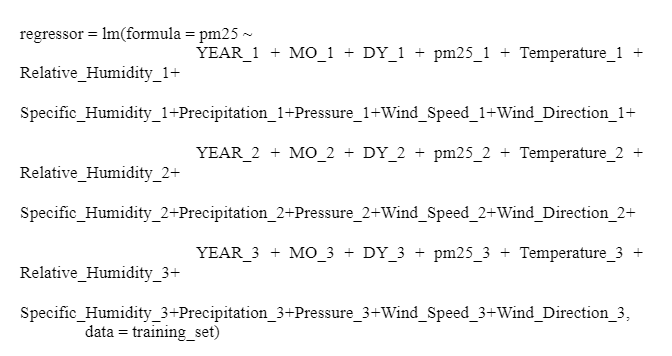 regressor = lm(formula = pm25 ~
YEAR_1 + MO_1 + DY_1 + pm25_1 + Temperature_1 +
Relative_Humidity_1+
Specific_Humidity_1+Precipitation_1+Pressure_1+Wind_Speed_1+Wind_Direction_1+
YEAR_2 + MO_2 + DY_2 + pm25_2 + Temperature_2 +
Relative_Humidity_2+
Specific_Humidity_2+Precipitation_2+Pressure_2+Wind_Speed_2+Wind_Direction_2+
YEAR_3 + MO_3 + DY_3 + pm25_3 + Temperature_3 +
Relative_Humidity_3+
Specific_Humidity_3+Precipitation_3+Pressure_3+Wind_Speed_3+Wind_Direction_3,
data = training_set)